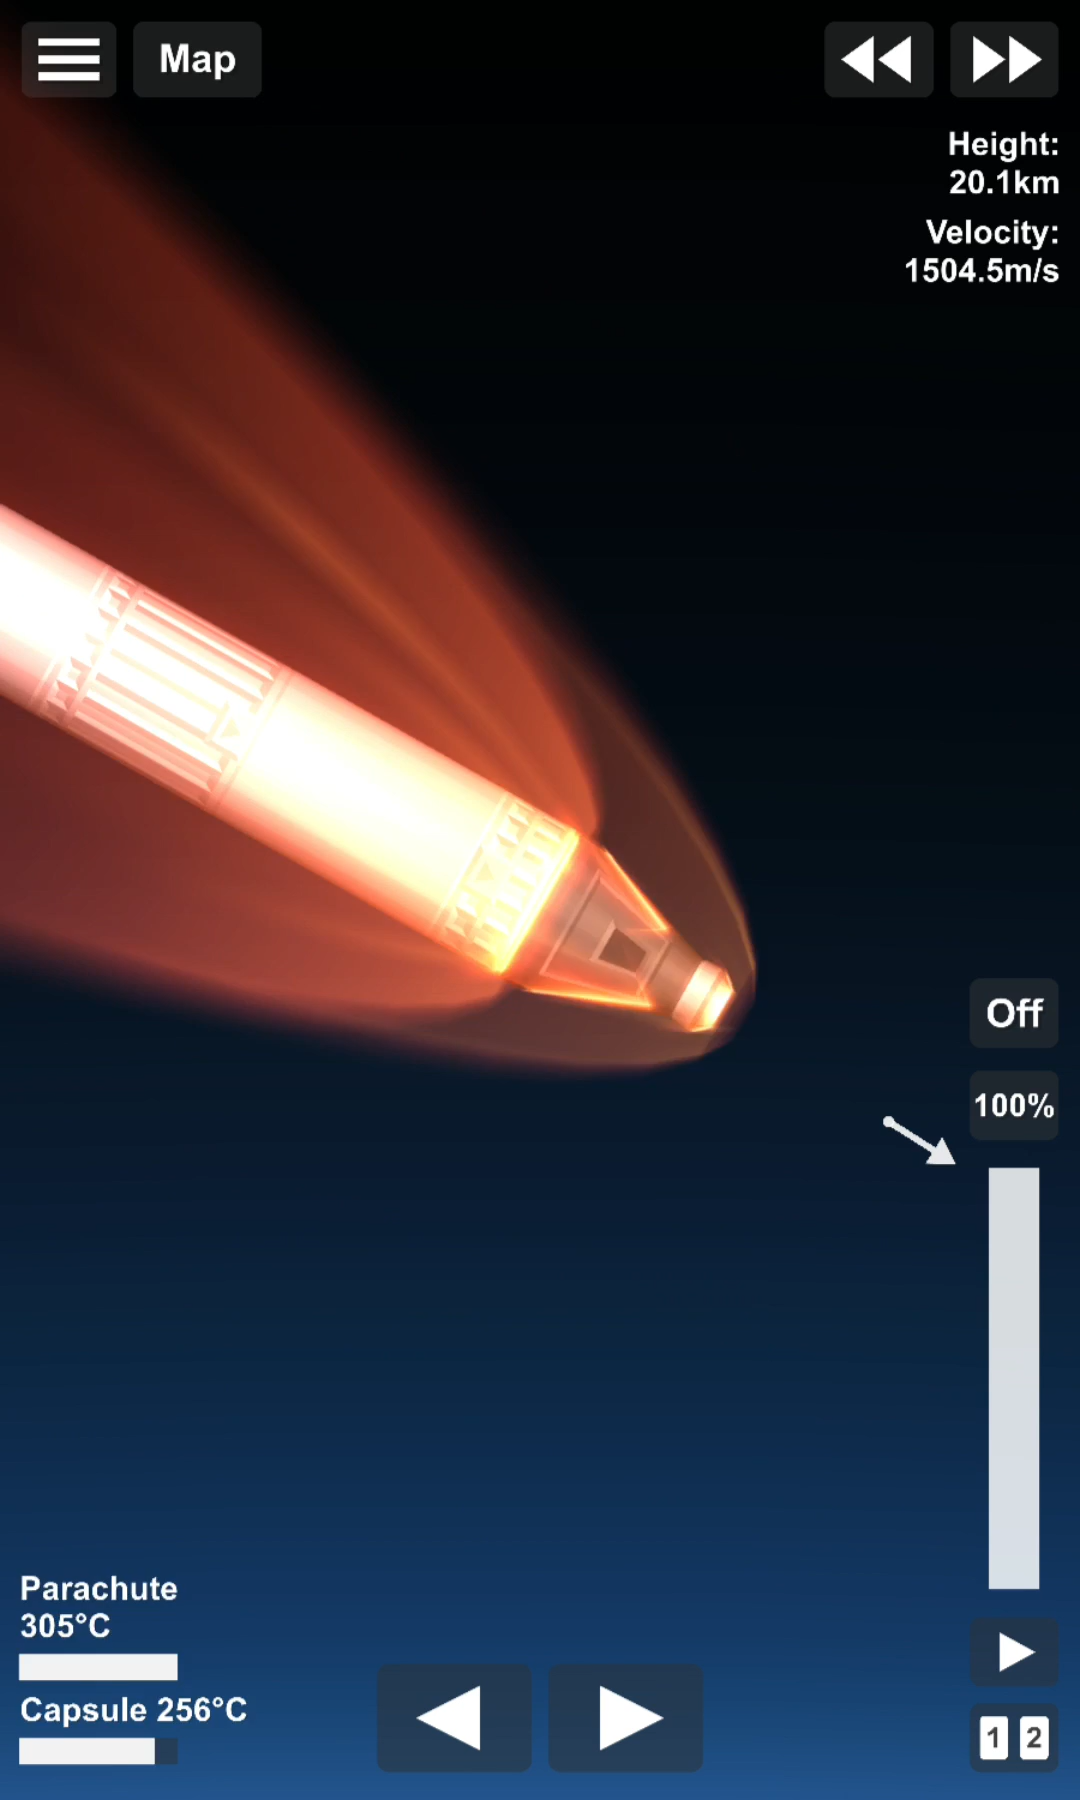 Map
Height:
20.1km
Velocity:
1504.5m/s
Off
100%
Parachute
305°C
Capsule 256°C
1 2